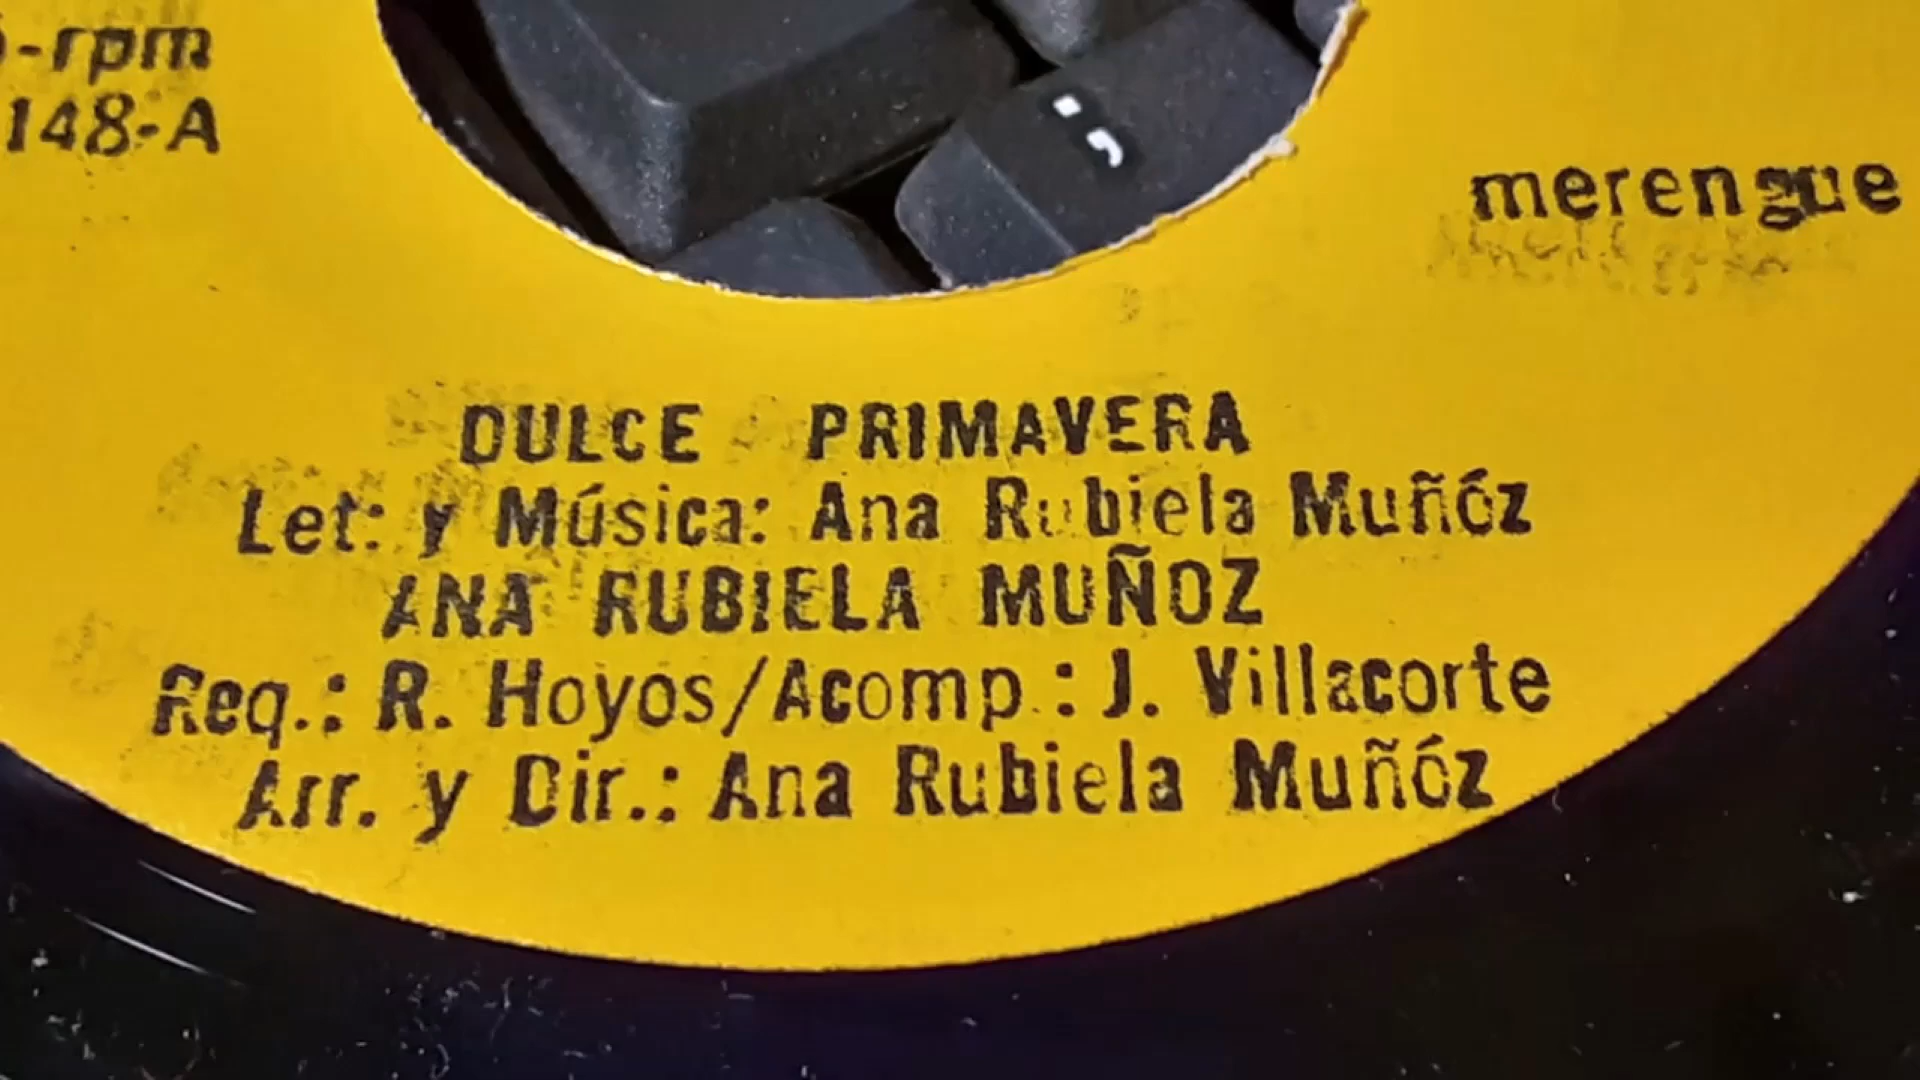 -rpm
148-A
merengue
DULCE PRIMAVERA
Let: y Música: Ana Rubiela Muñóz
ANA RUBIELA MUÑOZ
Req.: R. Hoyos/Acomp.: J. Villacorte
Arr. y Dir.: Ana Rubiela Muñóz